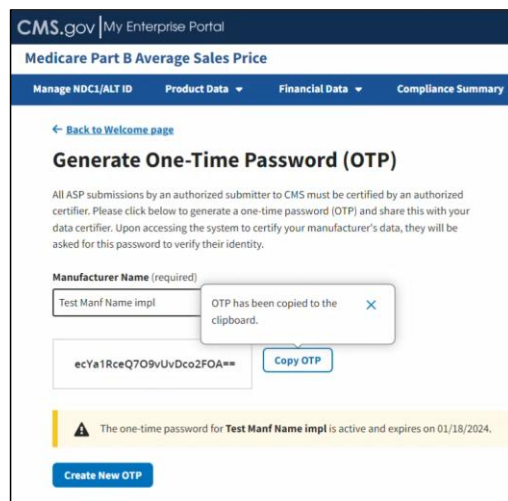 CMS.gov My Enterprise Portal
Medicare Part B Average Sales Price
Manage NDC1/ALT ID Product Data Financial Data Compliance Summary
← Back to Welcome page
Generate One-Time Password (OTP)
All ASP submissions by an authorized submitter to CMS must be certified by an authorized
certifier. Please click below to generate a one-time password (OTP) and share this with your
data certifier. Upon accessing the system to certify your manufacturer's data, they will be
asked for this password to verify their identity.
Manufacturer Name (required)
Test Manf Name impl
OTP has been copied to the
clipboard.
ecYa1RceQ7O9vUvDco2FOA==
Copy OTP
The one-time password for Test Manf Name impl is active and expires on 01/18/2024.
Create New OTP